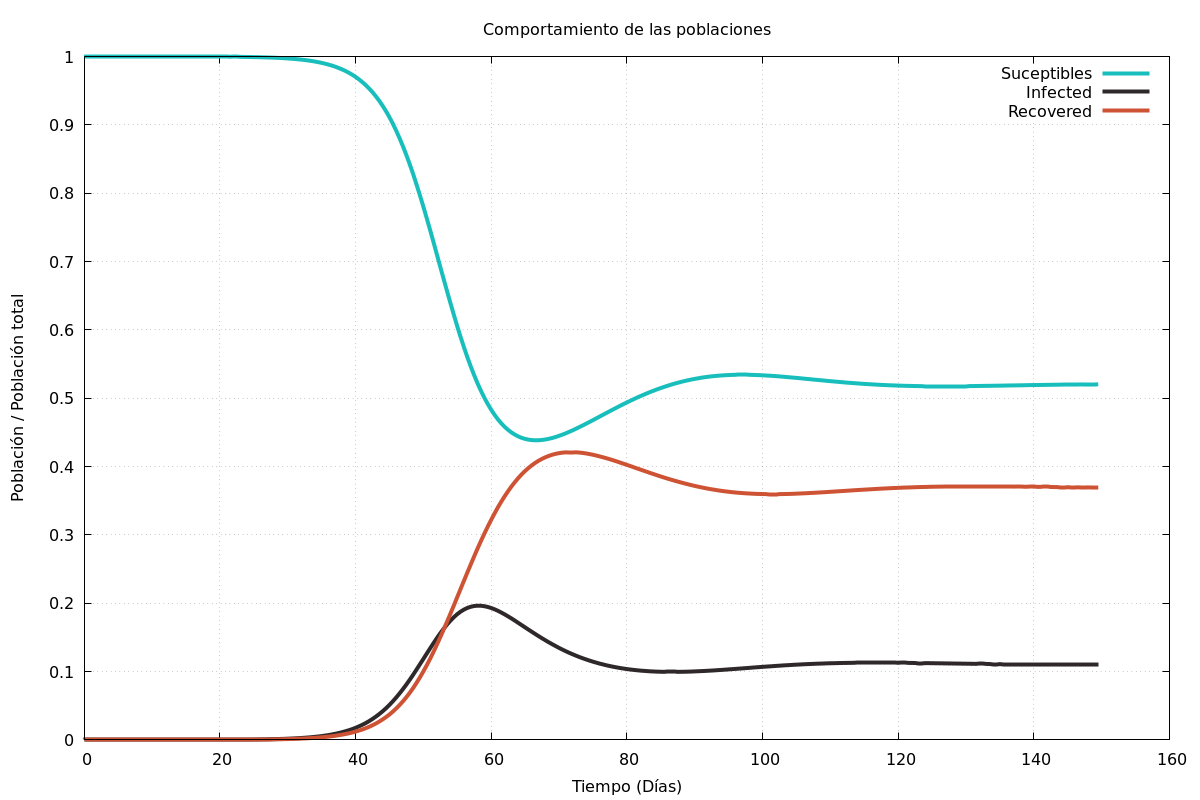 Comportamiento de las poblaciones
Suceptibles
Infected
Recovered
1
0.9
0.8
0.7
0.6
0.5
0.4
0.3
0.2
0.1
0
Población / Población total
0 20 40 60 80 100 120 140 160
Tiempo (Días)